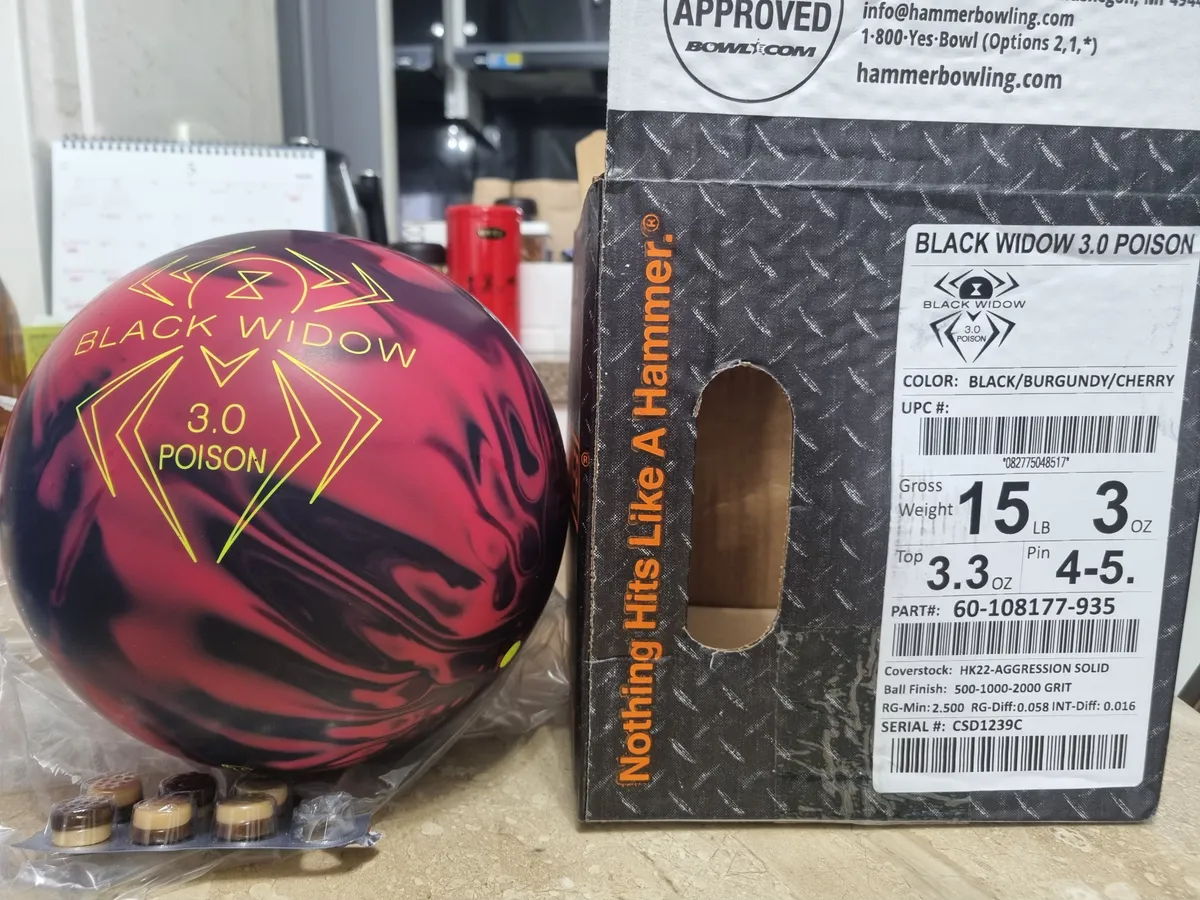 BLACK WIDOW
3.0
POISON
APPROVED
BOWL.COM
info@hammerbowling.com
1-800-Yes-Bowl (Options 2,1,*)
hammerbowling.com
Nothing Hits Like A Hammer.®
BLACK WIDOW 3.0 POISON
BLACK WIDOW
3.0
POISON
COLOR: BLACK/BURGUNDY/CHERRY
UPC #:
*082775048517*
Gross Weight 15 LB 3 OZ
Top 3.3 OZ Pin 4-5.
PART#: 60-108177-935
Coverstock: HK22-AGGRESSION SOLID
Ball Finish: 500-1000-2000 GRIT
RG-Min: 2.500 RG-Diff: 0.058 INT-Diff: 0.016
SERIAL #: CSD1239C